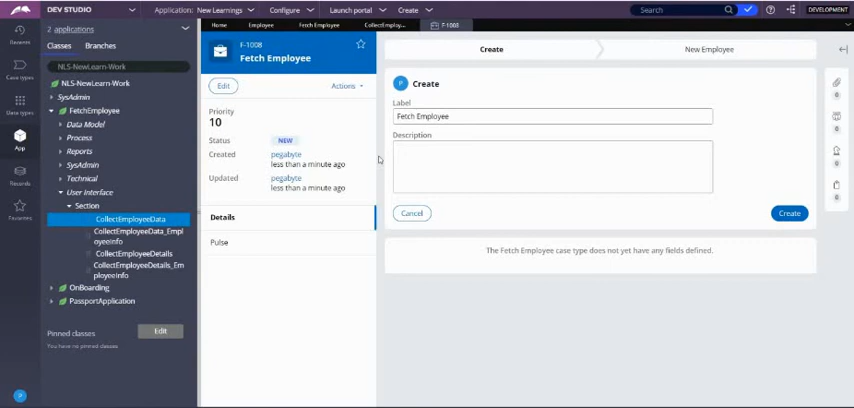 DEV STUDIO
Application: New Learnings
Configure
Launch portal
Create
Search
DEVELOPMENT
Home
Employee
Fetch Employee
CollectEmploy...
F-1008
Recents
Case types
Data types
App
Records
Favorites
P
2 applications
Classes
Branches
NLS-NewLearn-Work
NLS-NewLearn-Work
SysAdmin
FetchEmployee
Data Model
Process
Reports
SysAdmin
Technical
User Interface
Section
CollectEmployeeData
CollectEmployeeData_Empl
oyeeInfo
CollectEmployeeDetails
CollectEmployeeDetails_Em
ployeeInfo
OnBoarding
PassportApplication
Pinned classes
Edit
You have no pinned classes
F-1008
Fetch Employee
Edit
Actions
Priority
10
Status
NEW
Created
pegabyte
less than a minute ago
Updated
pegabyte
less than a minute ago
Details
Pulse
Create
New Employee
P
Create
Label
Fetch Employee
Description
Cancel
Create
The Fetch Employee case type does not yet have any fields defined.
0
0
0
0